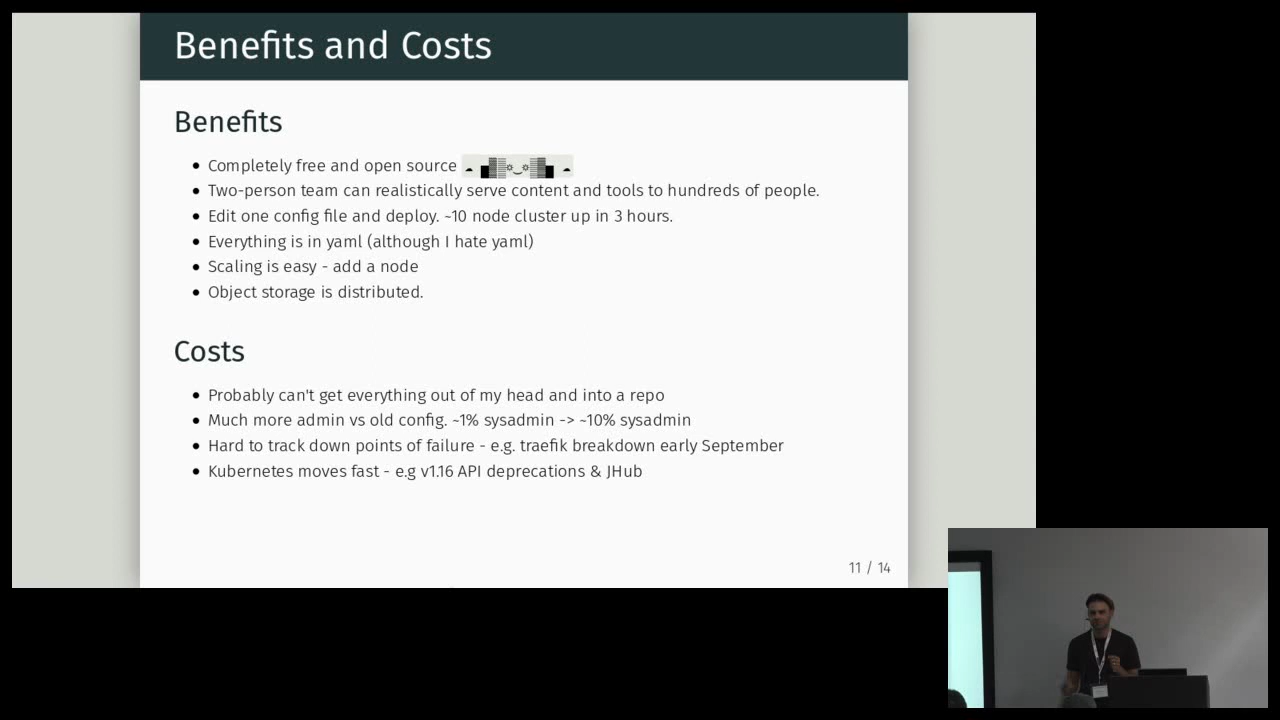 Benefits and Costs
Benefits
• Completely free and open source ☁ ▅▒░☼‿☼░▒▅ ☁
• Two-person team can realistically serve content and tools to hundreds of people.
• Edit one config file and deploy. ~10 node cluster up in 3 hours.
• Everything is in yaml (although I hate yaml)
• Scaling is easy - add a node
• Object storage is distributed.
Costs
• Probably can't get everything out of my head and into a repo
• Much more admin vs old config. ~1% sysadmin -> ~10% sysadmin
• Hard to track down points of failure - e.g. traefik breakdown early September
• Kubernetes moves fast - e.g v1.16 API deprecations & JHub
11 / 14